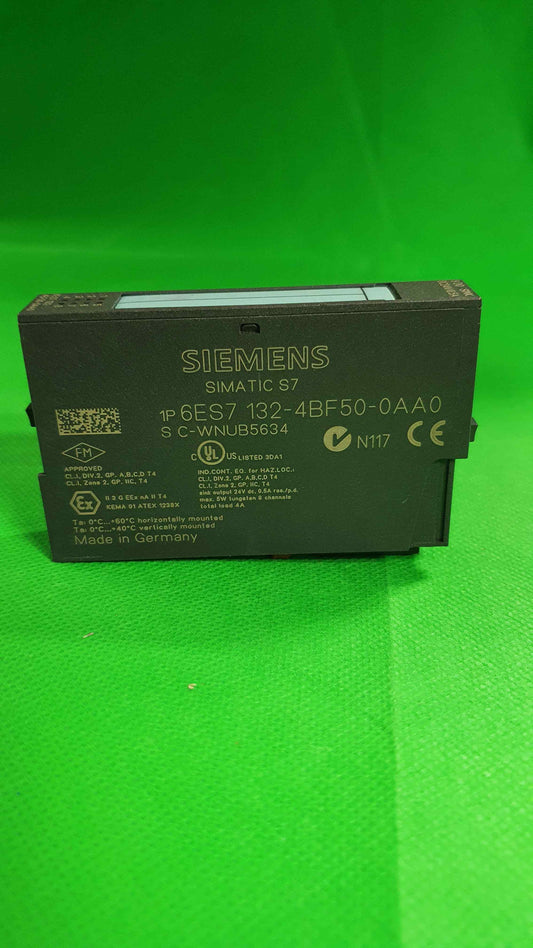 SIEMENS
SIMATIC S7
1P 6ES7 132-4BF50-0AA0
S C-WNUB5634
FM
APPROVED
CL.I, DIV.2, GP. A,B,C,D T4
CL.I, Zone 2, GP. IIC, T4
Ex II 3 G EEx nA II T4
KEMA 01 ATEX 1238X
Ta: 0°C...+60°C horizontally mounted
Ta: 0°C...+40°C vertically mounted
Made in Germany
C UL US LISTED 3DA1
IND.CONT. EQ. for HAZ.LOC.:
CL.I, DIV.2, GP. A,B,C,D T4
CL.I, Zone 2, GP. IIC, T4
sink output 24V dc, 0.5A res./p.d.
max. 5W tungsten 8 channels
total load 4A
N117
CE